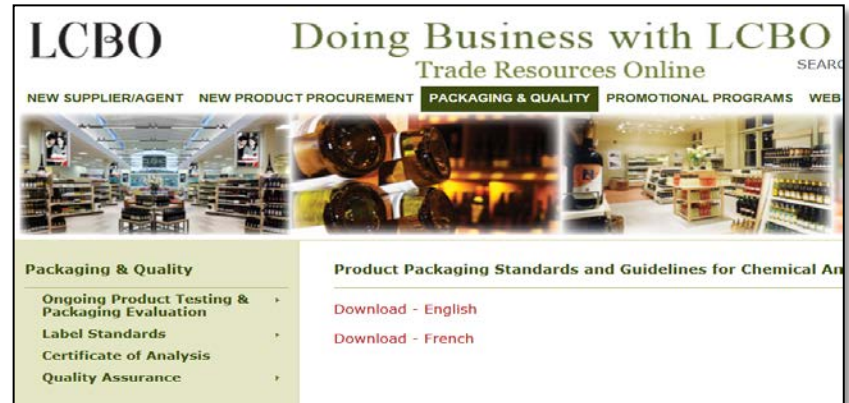 LCBO
Doing Business with LCBO
Trade Resources Online
NEW SUPPLIER/AGENT NEW PRODUCT PROCUREMENT PACKAGING & QUALITY PROMOTIONAL PROGRAMS WEB
Packaging & Quality
Ongoing Product Testing &
Packaging Evaluation
Label Standards
Certificate of Analysis
Quality Assurance
Product Packaging Standards and Guidelines for Chemical
Download - English
Download - French